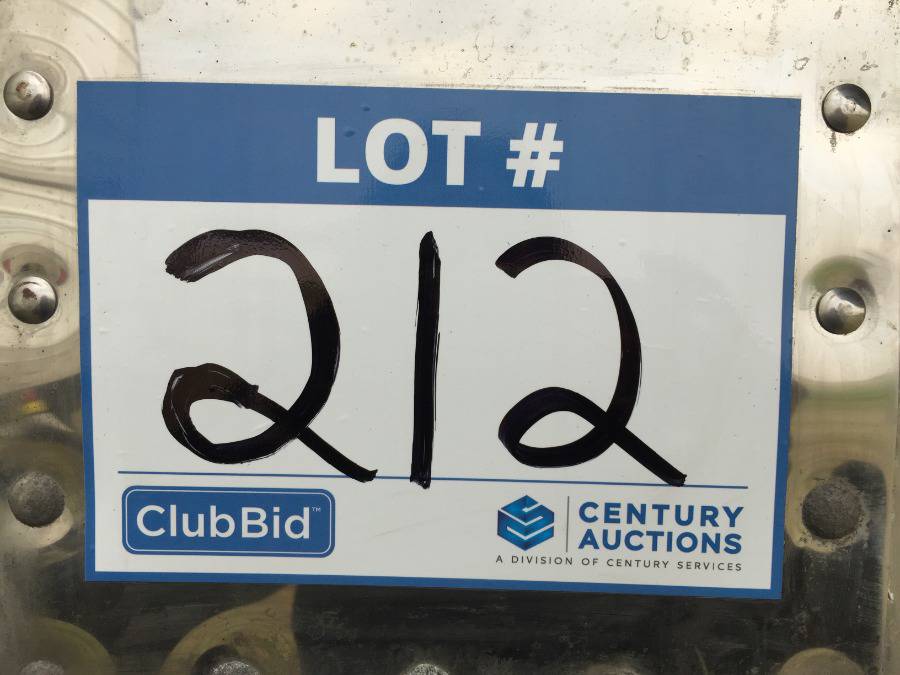 LOT #
212
ClubBid™
CENTURY
AUCTIONS
A DIVISION OF CENTURY SERVICES